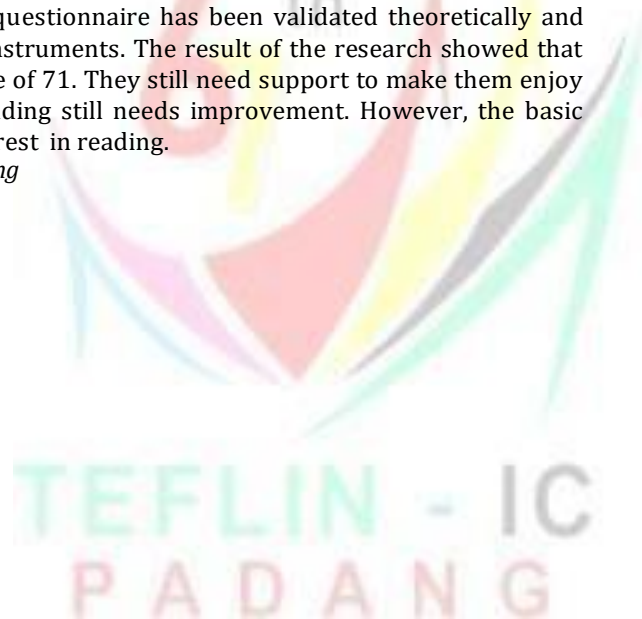 questionnaire has been validated theoretically and
nstruments. The result of the research showed that
e of 71. They still need support to make them enjoy
ding still needs improvement. However, the basic
rest in reading.
ng
TEFLIN - IC
PADANG